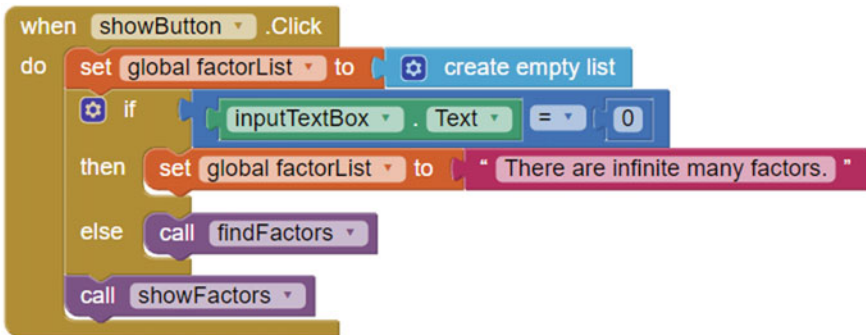 when showButton .Click
do set global factorList to create empty list
if inputTextBox . Text = 0
then set global factorList to “ There are infinite many factors. ”
else call findFactors
call showFactors